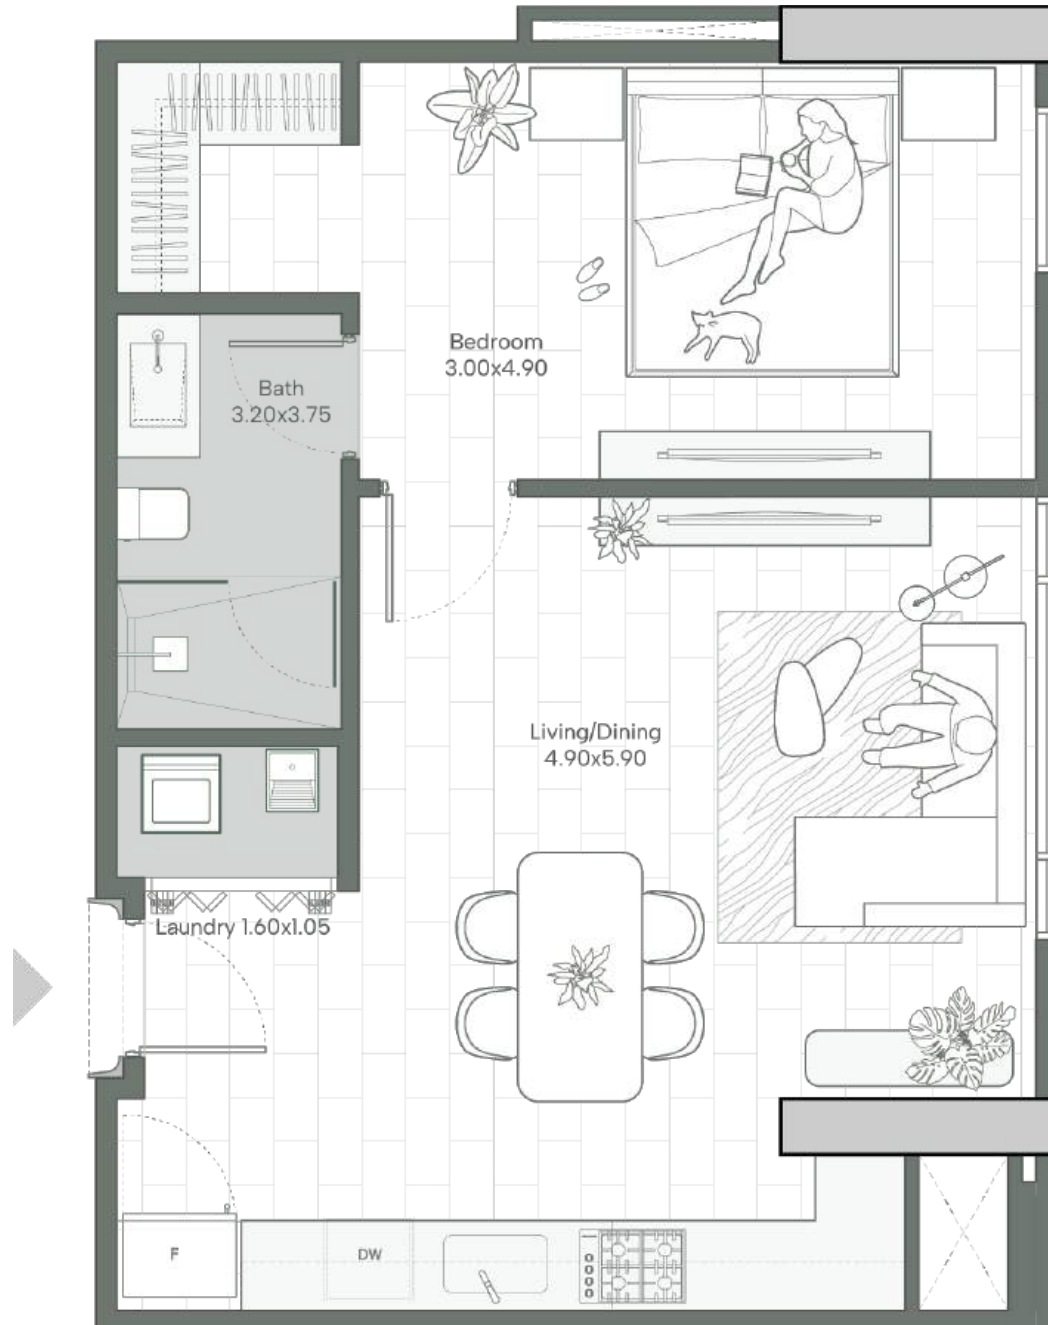 Bedroom
3.00x4.90
Bath
3.20x3.75
Living/Dining
4.90x5.90
Laundry 1.60x1.05
F
DW